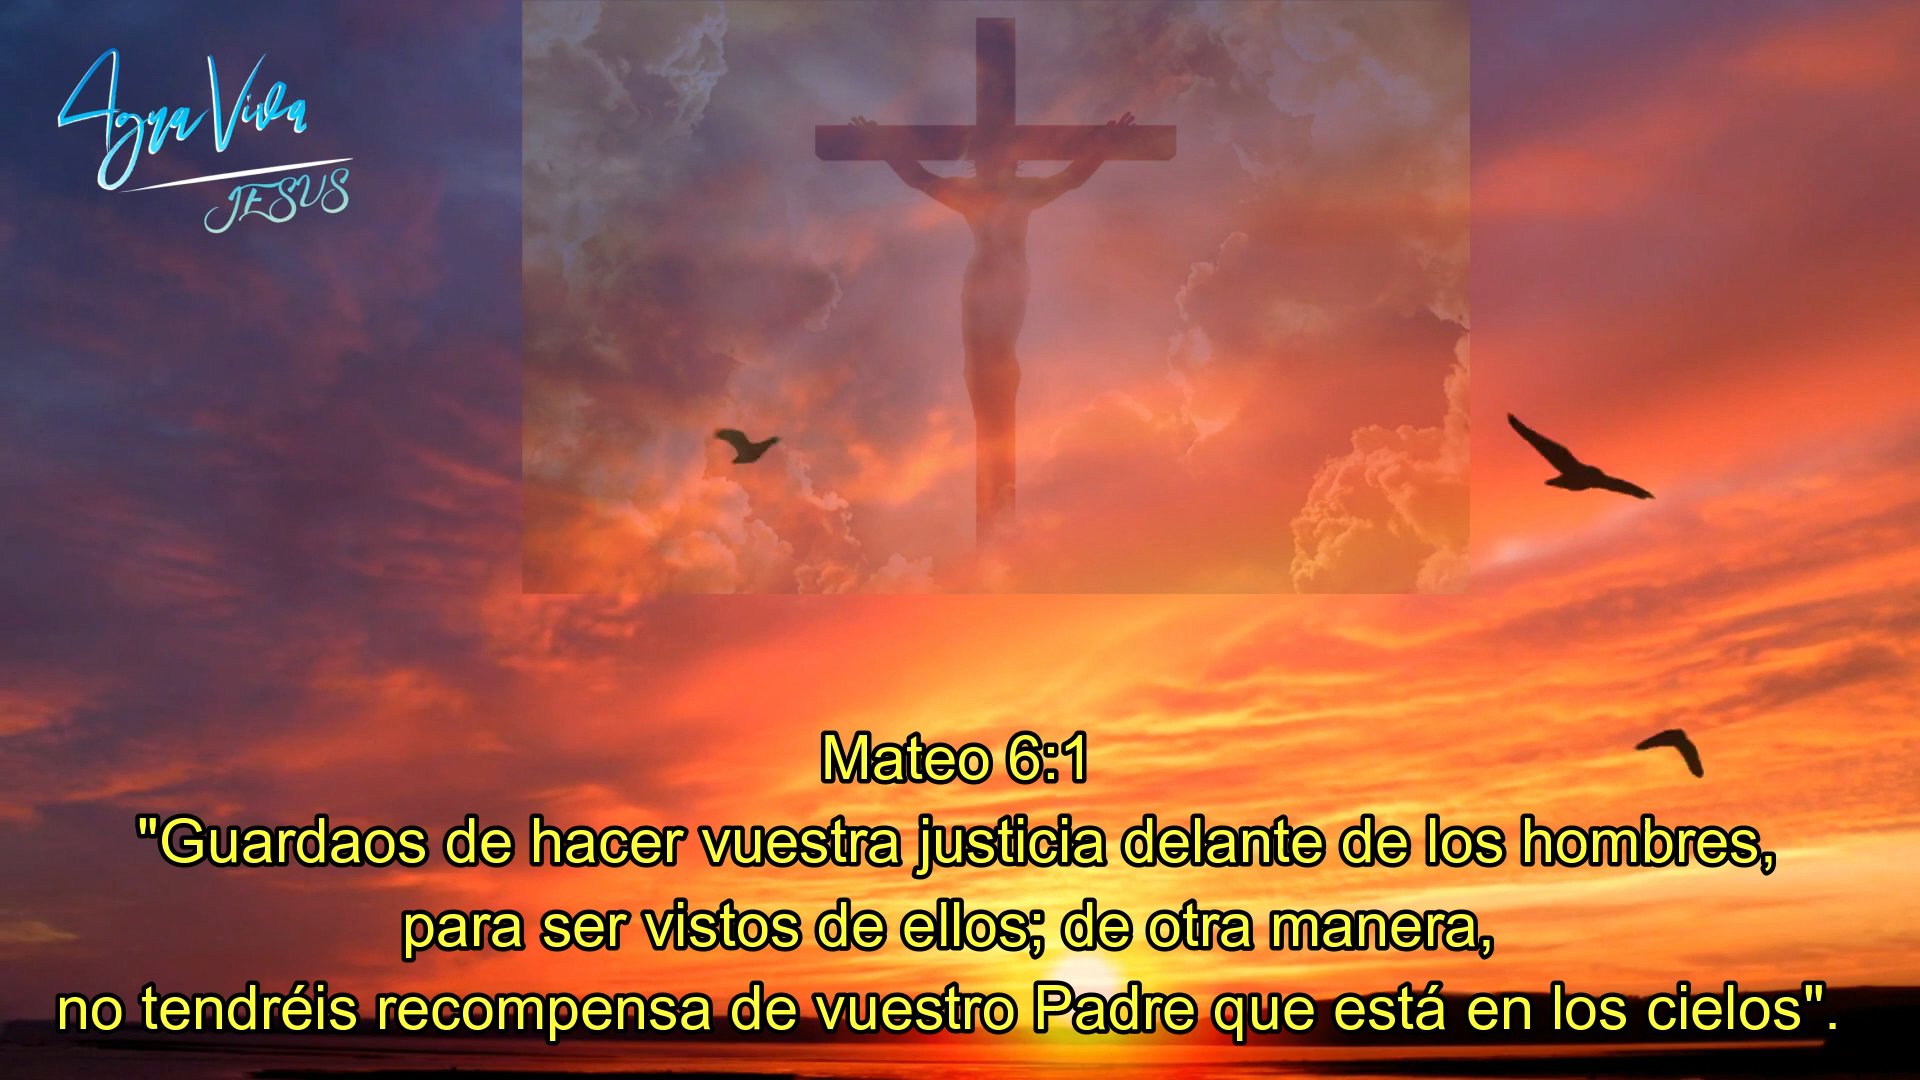 Agua Viva
JESUS
Mateo 6:1
"Guardaos de hacer vuestra justicia delante de los hombres,
para ser vistos de ellos; de otra manera,
no tendréis recompensa de vuestro Padre que está en los cielos".